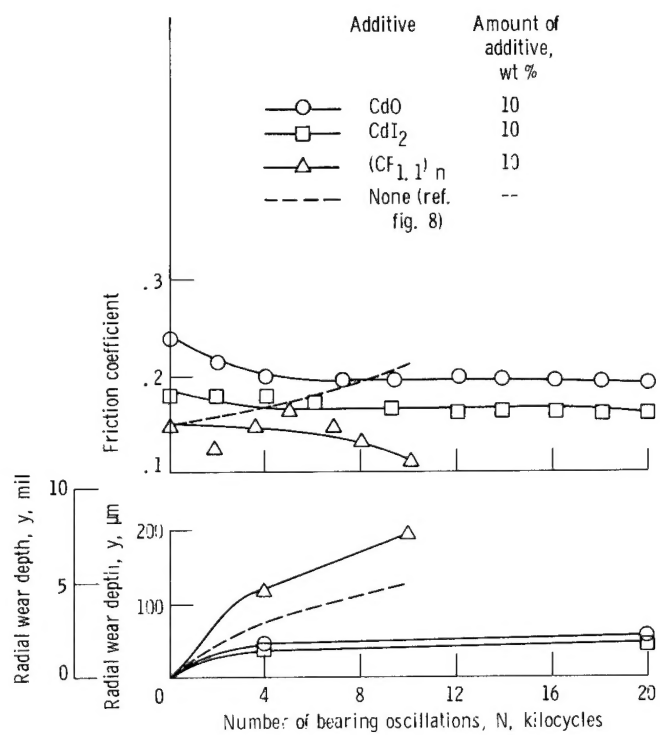 Additive Amount of
additive,
wt %
CdO 10
CdI2 10
(CF1.1)n 10
None (ref. --
fig. 8)
.3
.2
.1
Friction coefficient
10
5
0
Radial wear depth, y, mil
200
100
Radial wear depth, y, μm
0 4 8 12 16 20
Number of bearing oscillations, N, kilocycles